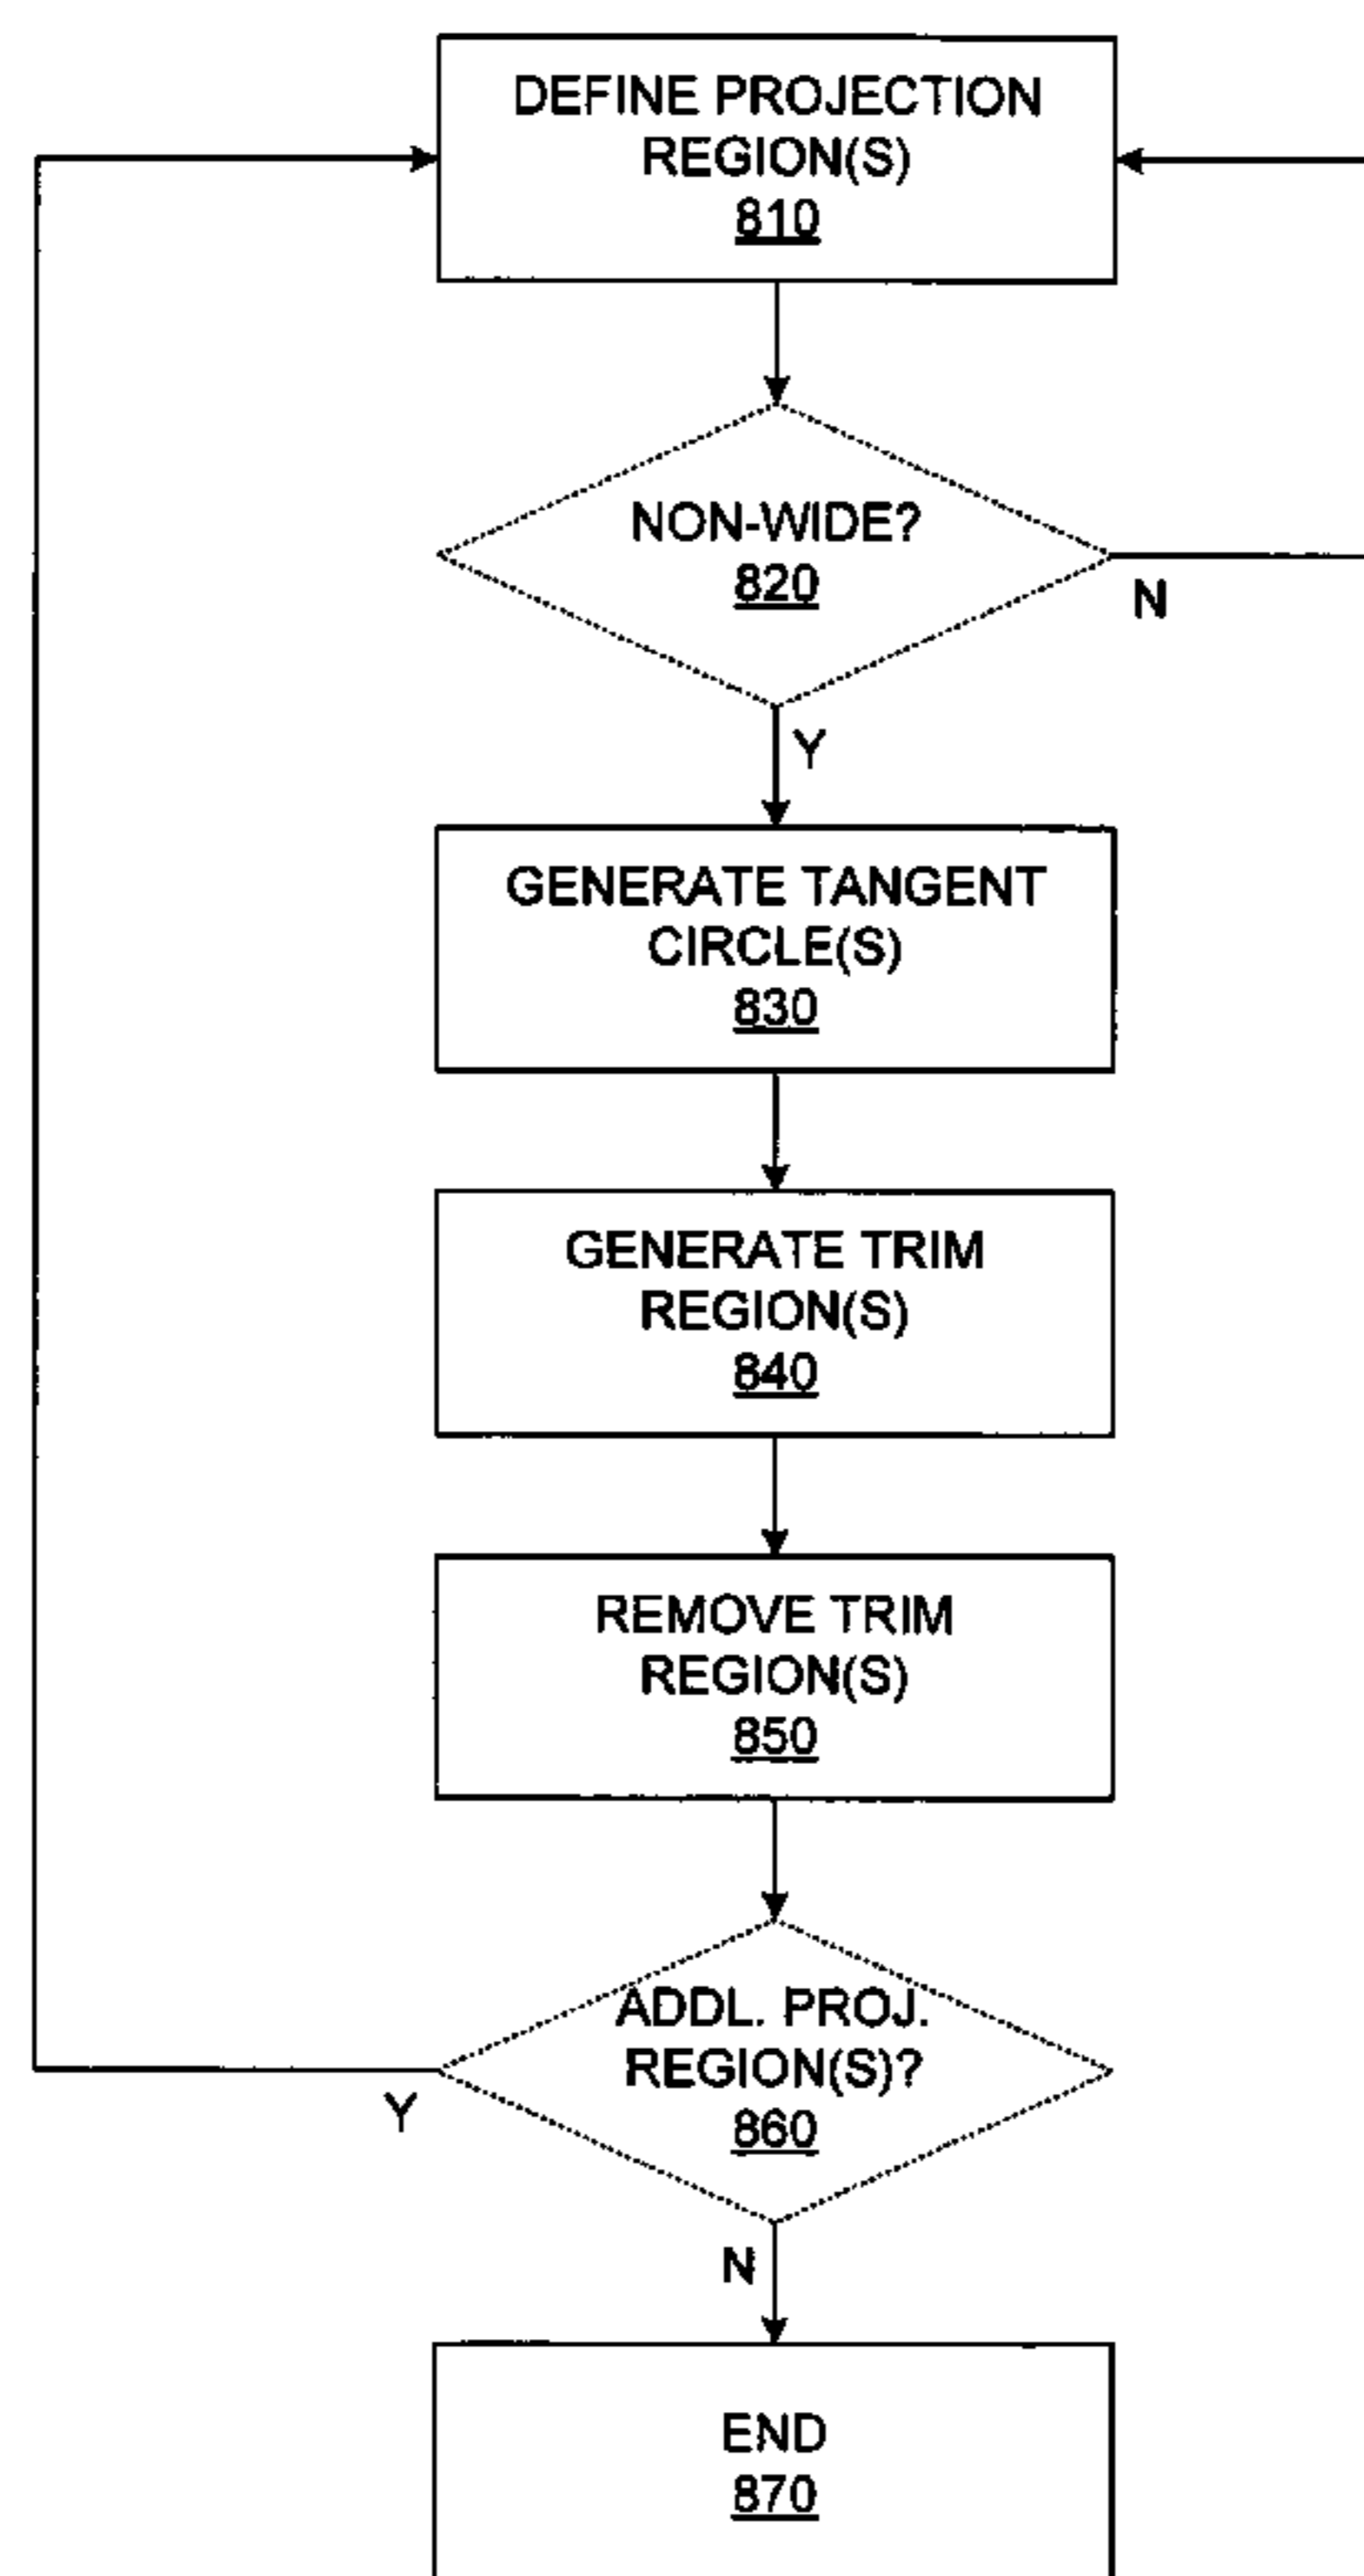 DEFINE PROJECTION
REGION(S)
810
NON-WIDE?
820
N
Y
GENERATE TANGENT
CIRCLE(S)
830
GENERATE TRIM
REGION(S)
840
REMOVE TRIM
REGION(S)
850
ADDL. PROJ.
REGION(S)?
860
Y
N
END
870